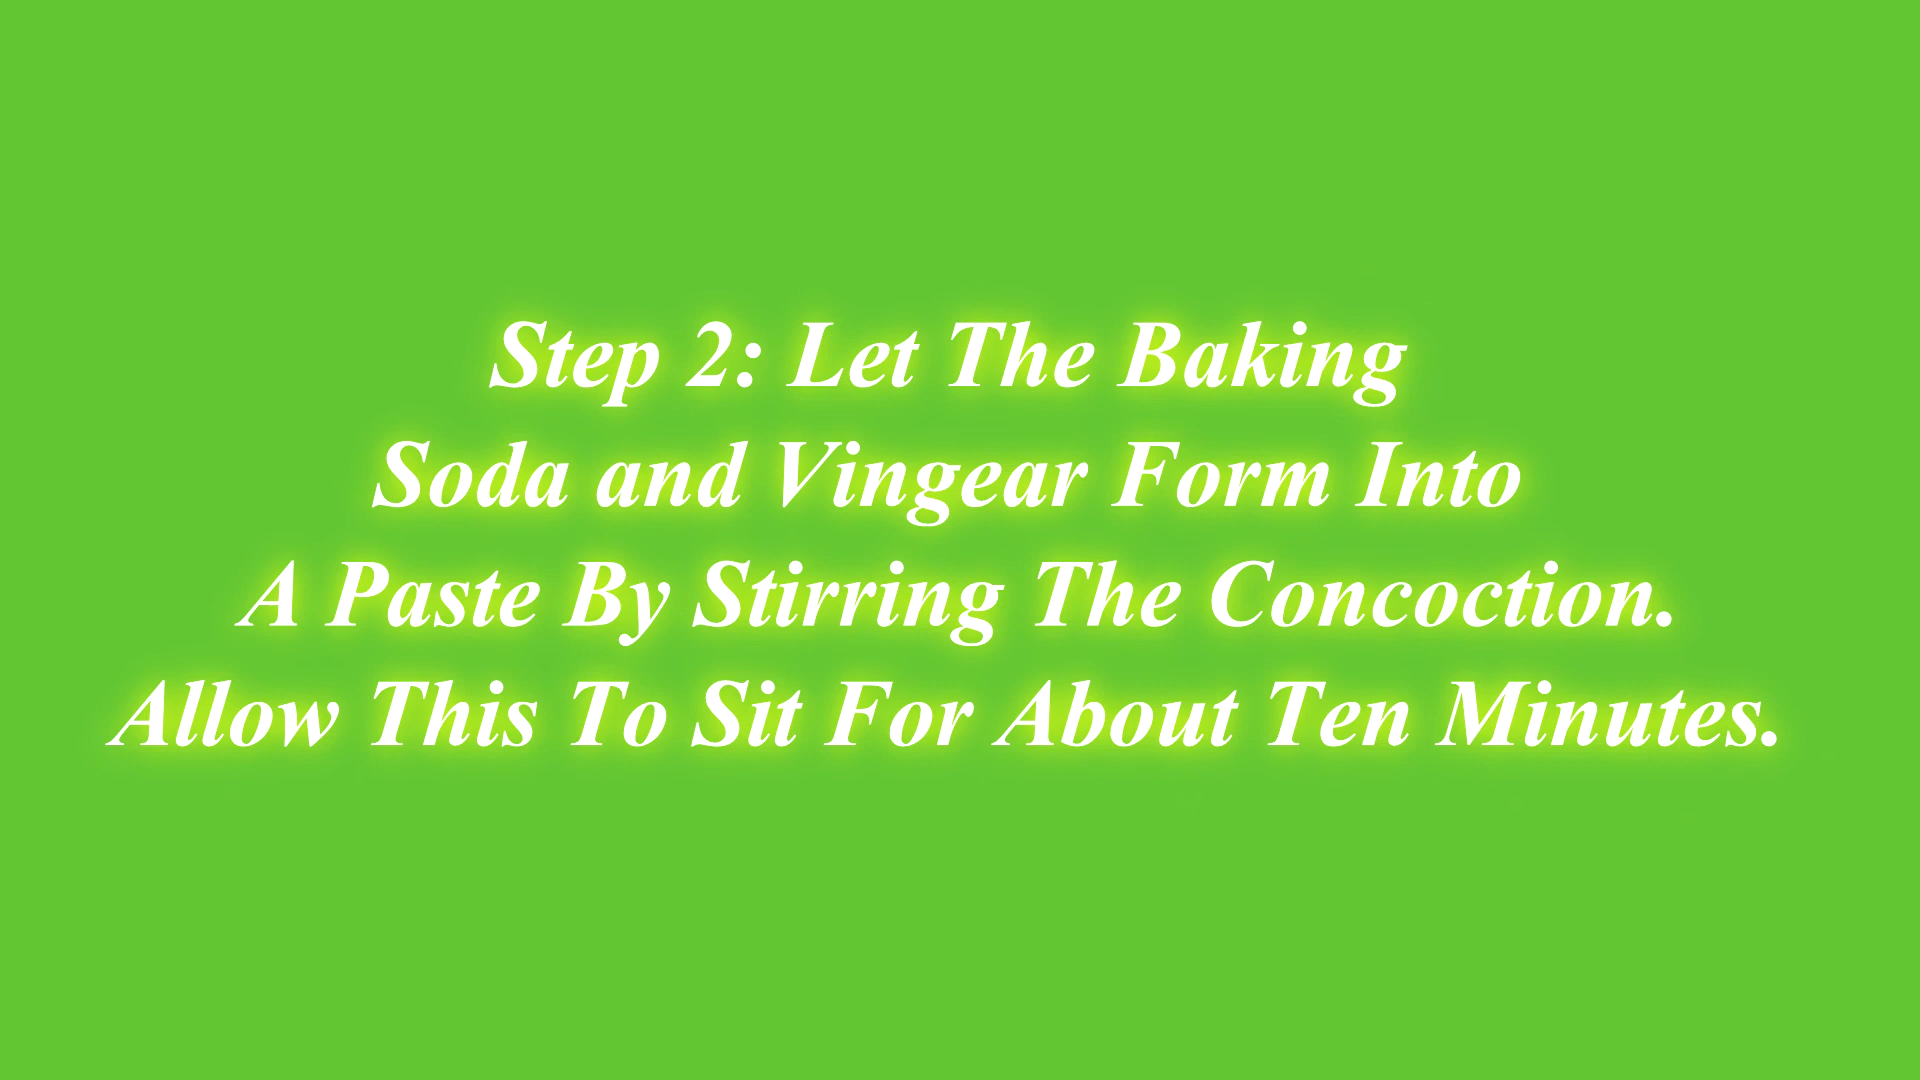 Step 2: Let The Baking
Soda and Vingear Form Into
A Paste By Stirring The Concoction.
Allow This To Sit For About Ten Minutes.